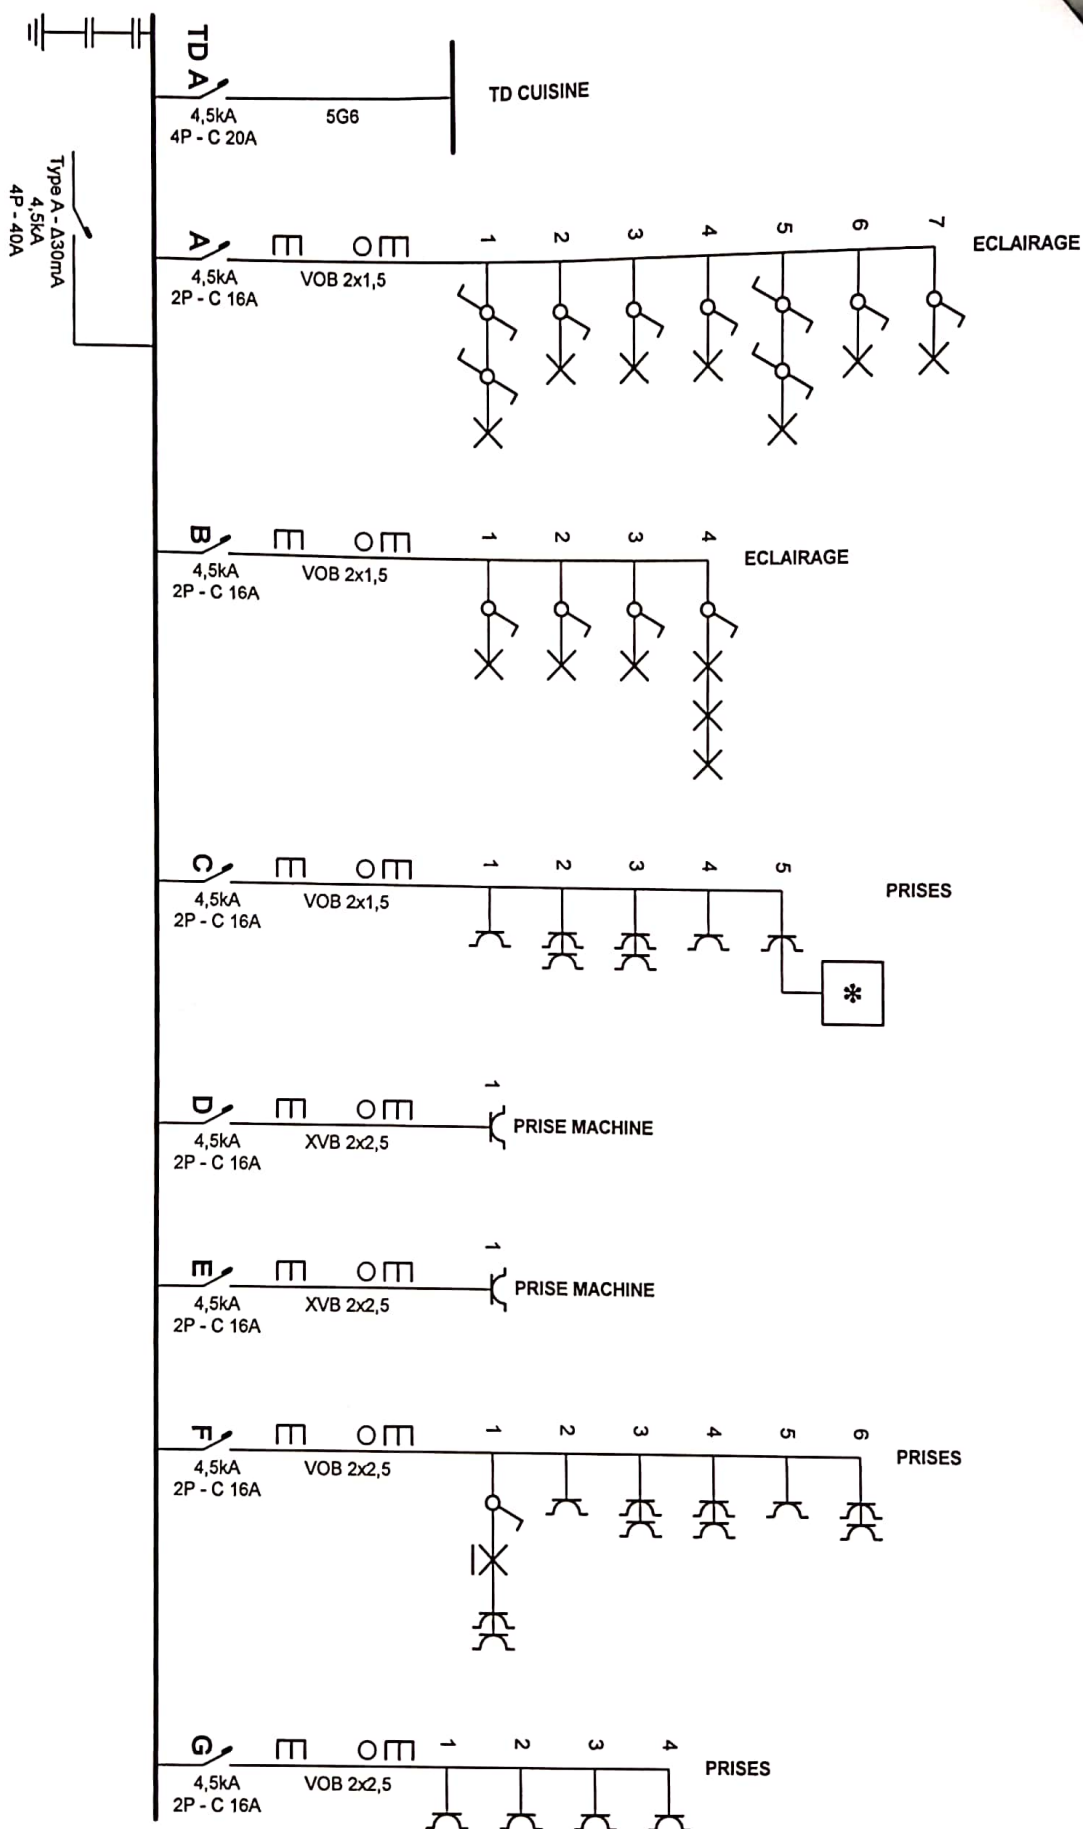 TD A
4,5kA
4P - C 20A
5G6
TD CUISINE
Type A - Δ30mA
4,5kA
4P - 40A
A
4,5kA
2P - C 16A
VOB 2x1,5
1 2 3 4 5 6 7
ECLAIRAGE
B
4,5kA
2P - C 16A
VOB 2x1,5
1 2 3 4
ECLAIRAGE
C
4,5kA
2P - C 16A
VOB 2x1,5
1 2 3 4 5
PRISES
D
4,5kA
2P - C 16A
XVB 2x2,5
1
PRISE MACHINE
E
4,5kA
2P - C 16A
XVB 2x2,5
1
PRISE MACHINE
F
4,5kA
2P - C 16A
VOB 2x2,5
1 2 3 4 5 6
PRISES
G
4,5kA
2P - C 16A
VOB 2x2,5
1 2 3 4
PRISES